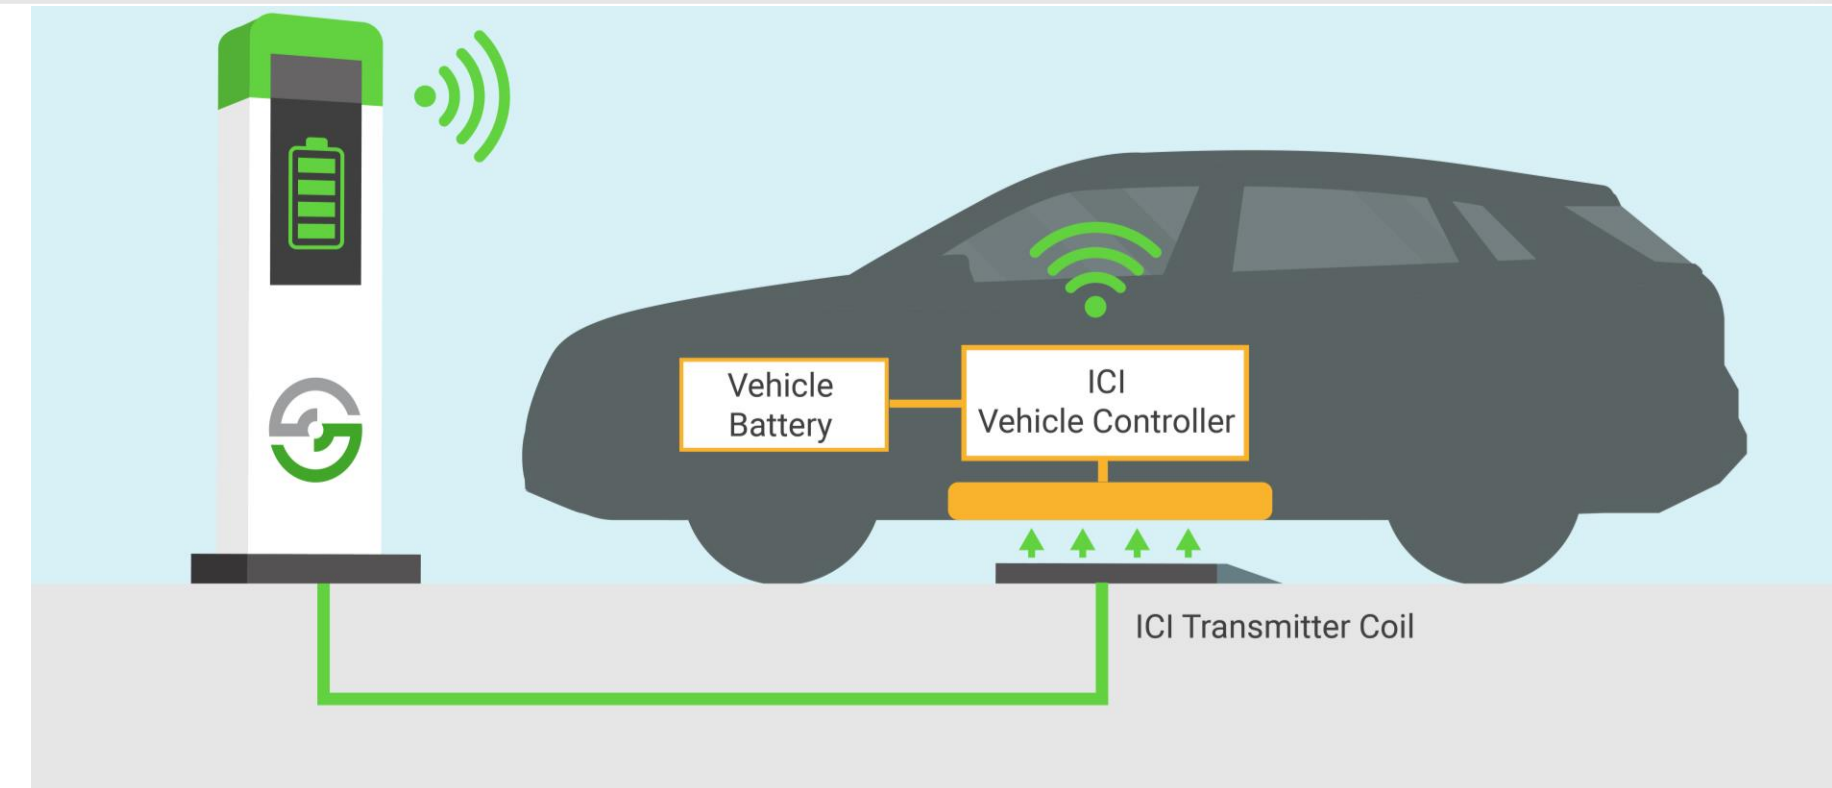 Vehicle
Battery
ICI
Vehicle Controller
ICI Transmitter Coil